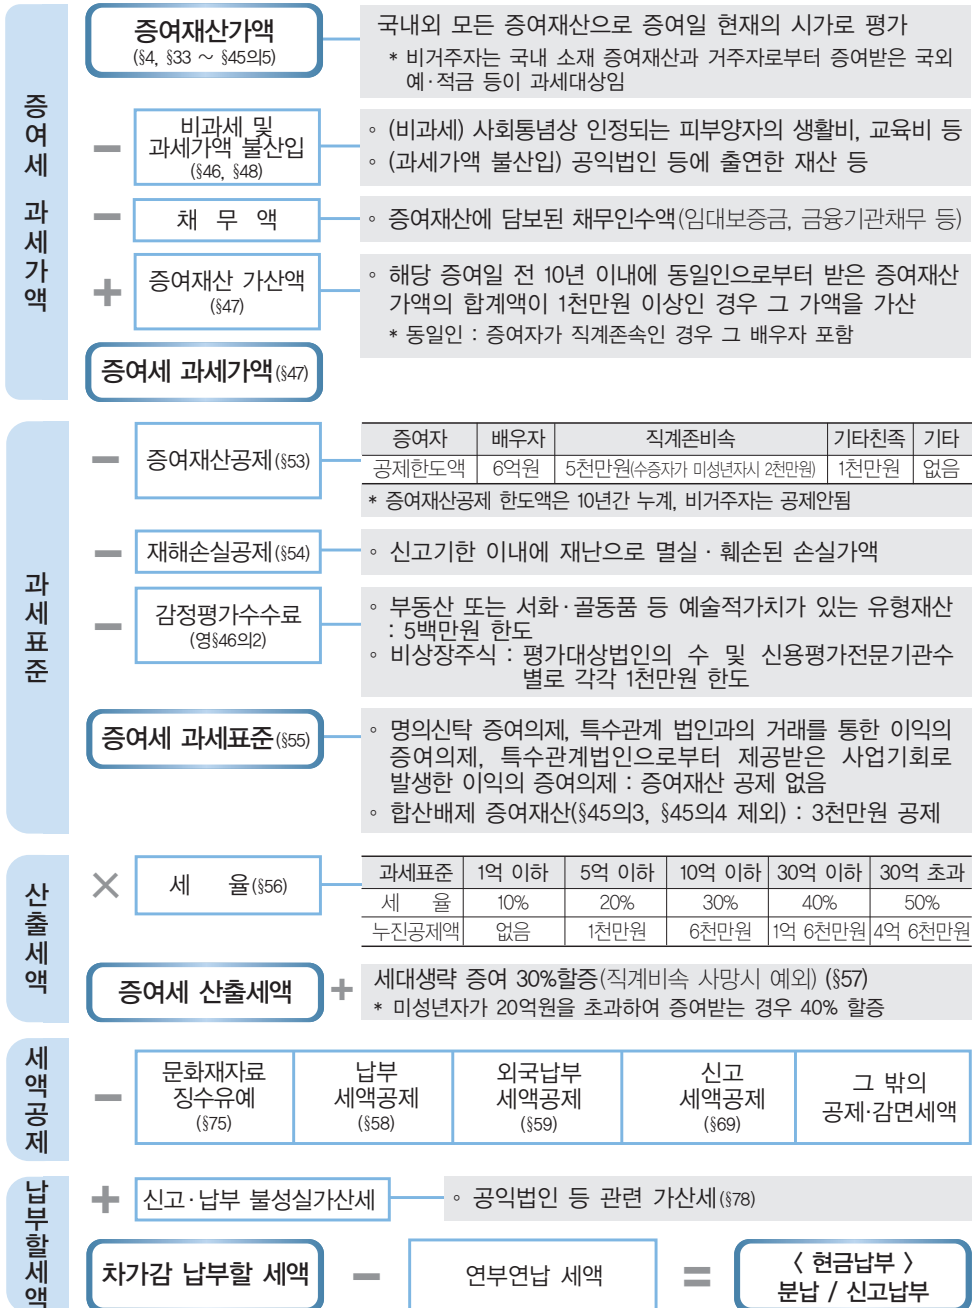 증여세 과세가액
증여재산가액
(§4, §33 ~ §45의5)
국내외 모든 증여재산으로 증여일 현재의 시가로 평가
* 비거주자는 국내 소재 증여재산과 거주자로부터 증여받은 국외
예·적금 등이 과세대상임
−
비과세 및
과세가액 불산입
(§46, §48)
◦ (비과세) 사회통념상 인정되는 피부양자의 생활비, 교육비 등
◦ (과세가액 불산입) 공익법인 등에 출연한 재산 등
−
채 무 액
◦ 증여재산에 담보된 채무인수액(임대보증금, 금융기관채무 등)
+
증여재산 가산액
(§47)
◦ 해당 증여일 전 10년 이내에 동일인으로부터 받은 증여재산
가액의 합계액이 1천만원 이상인 경우 그 가액을 가산
* 동일인 : 증여자가 직계존속인 경우 그 배우자 포함
증여세 과세가액(§47)
과세표준
−
증여재산공제(§53)
증여자 배우자 직계존비속 기타친족 기타
공제한도액 6억원 5천만원(수증자가 미성년자시 2천만원) 1천만원 없음
* 증여재산공제 한도액은 10년간 누계, 비거주자는 공제안됨
−
재해손실공제(§54)
◦ 신고기한 이내에 재난으로 멸실·훼손된 손실가액
−
감정평가수수료
(영§46의2)
◦ 부동산 또는 서화·골동품 등 예술적가치가 있는 유형재산
: 5백만원 한도
◦ 비상장주식 : 평가대상법인의 수 및 신용평가전문기관수
별로 각각 1천만원 한도
증여세 과세표준(§55)
◦ 명의신탁 증여의제, 특수관계 법인과의 거래를 통한 이익의
증여의제, 특수관계법인으로부터 제공받은 사업기회로
발생한 이익의 증여의제 : 증여재산 공제 없음
◦ 합산배제 증여재산(§45의3, §45의4 제외) : 3천만원 공제
산출세액
×
세 율(§56)
과세표준 1억 이하 5억 이하 10억 이하 30억 이하 30억 초과
세 율 10% 20% 30% 40% 50%
누진공제액 없음 1천만원 6천만원 1억 6천만원 4억 6천만원
증여세 산출세액
+
세대생략 증여 30%할증(직계비속 사망시 예외) (§57)
* 미성년자가 20억원을 초과하여 증여받는 경우 40% 할증
세액공제
−
문화재자료
징수유예
(§75)
납부
세액공제
(§58)
외국납부
세액공제
(§59)
신고
세액공제
(§69)
그 밖의
공제·감면세액
납부할세액
+
신고·납부 불성실가산세
◦ 공익법인 등 관련 가산세(§78)
차가감 납부할 세액
−
연부연납 세액
=
〈 현금납부 〉
분납 / 신고납부